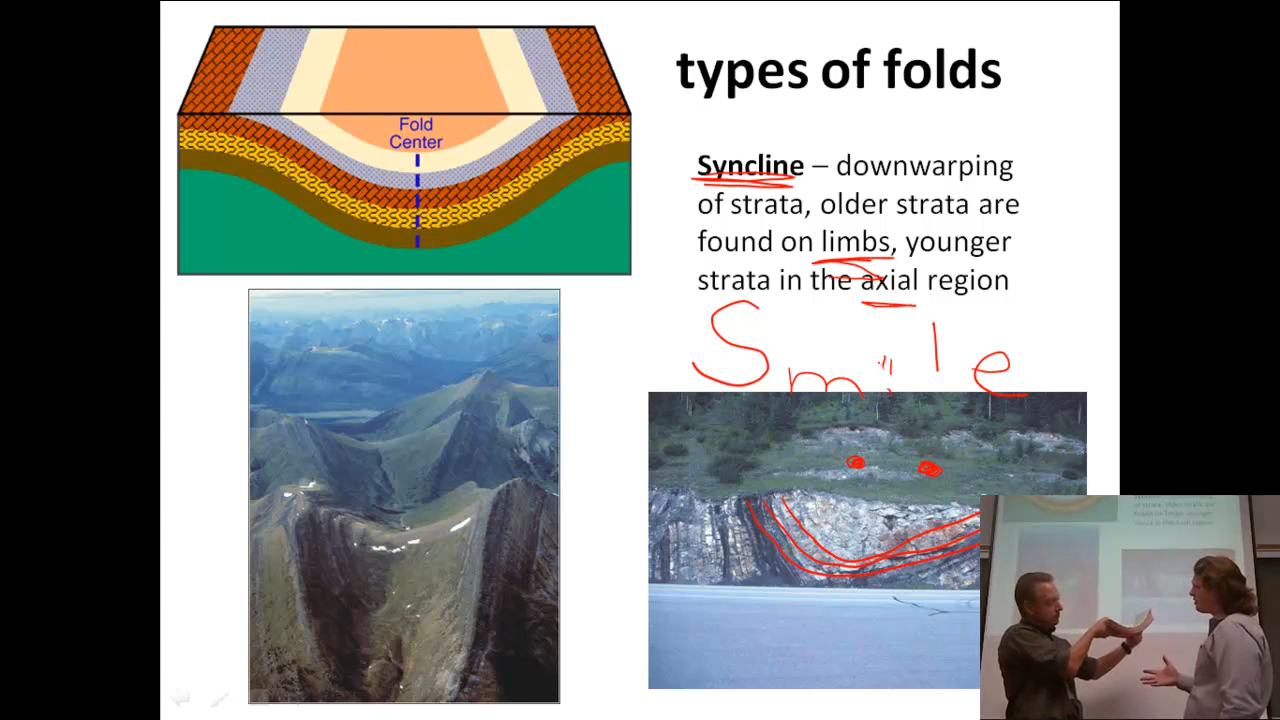 types of folds
Fold
Center
Syncline – downwarping
of strata, older strata are
found on limbs, younger
strata in the axial region
Smile